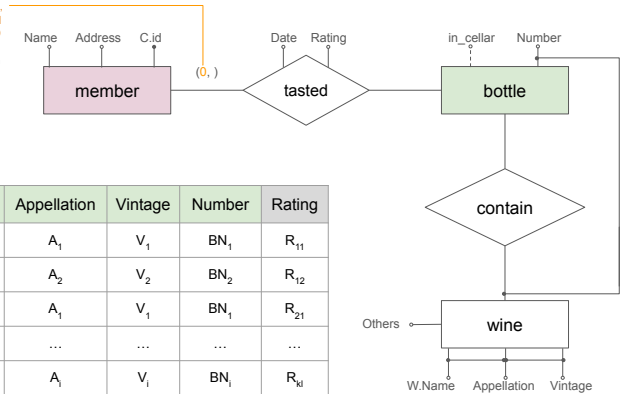 Name Address C.id
Date Rating
in_cellar Number
(0, )
member
tasted
bottle
contain
Appellation Vintage Number Rating
A1 V1 BN1 R11
A2 V2 BN2 R12
A1 V1 BN1 R21
… … … …
Ai Vi BNi Rkl
Others
wine
W.Name Appellation Vintage